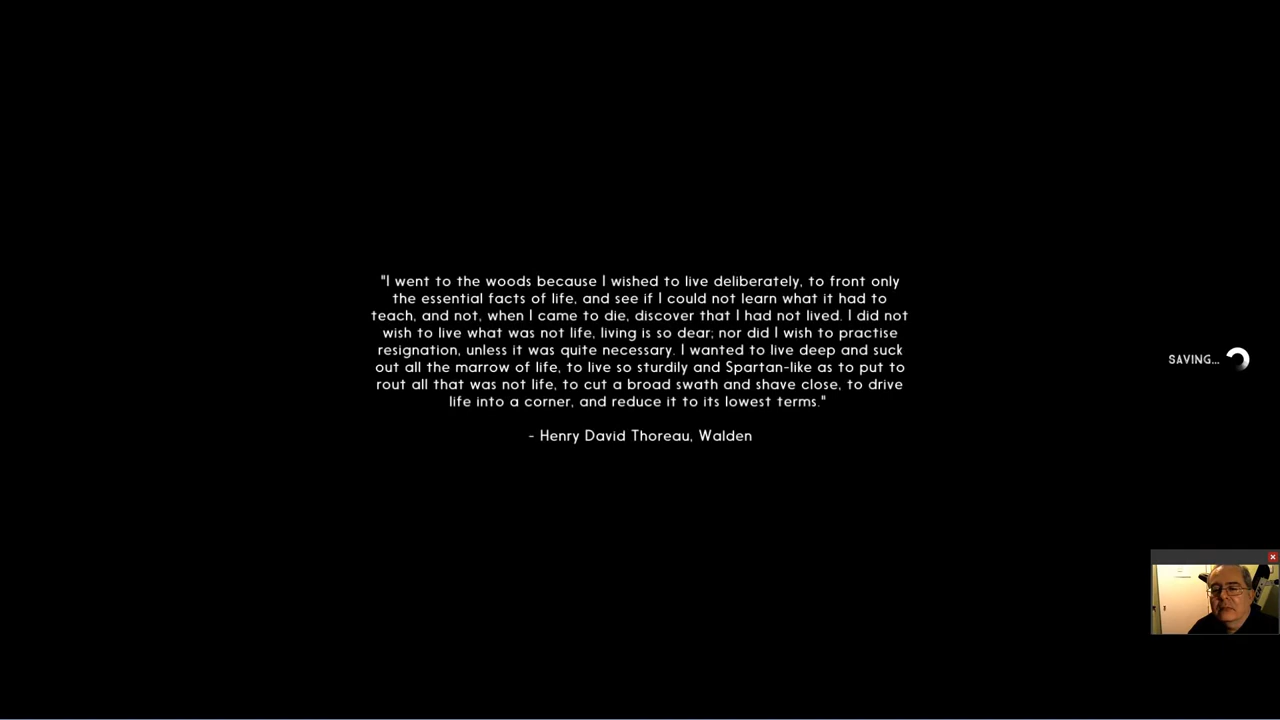 "I went to the woods because I wished to live deliberately, to front only
the essential facts of life, and see if I could not learn what it had to
teach, and not, when I came to die, discover that I had not lived. I did not
wish to live what was not life, living is so dear; nor did I wish to practise
resignation, unless it was quite necessary. I wanted to live deep and suck
out all the marrow of life, to live so sturdily and Spartan-like as to put to
rout all that was not life, to cut a broad swath and shave close, to drive
life into a corner, and reduce it to its lowest terms."
- Henry David Thoreau, Walden
SAVING...